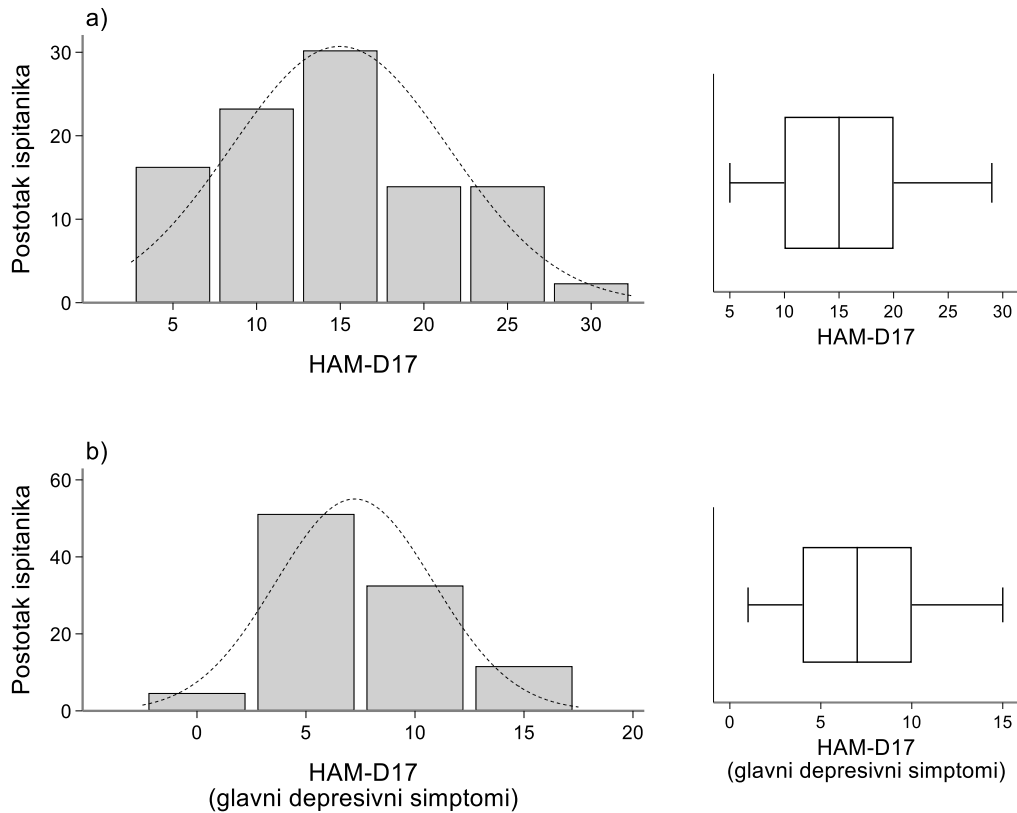 a)
Postotak ispitanika
30
20
10
0
5 10 15 20 25 30
HAM-D17
5 10 15 20 25 30
HAM-D17
b)
Postotak ispitanika
60
40
20
0
0 5 10 15 20
HAM-D17
(glavni depresivni simptomi)
0 5 10 15
HAM-D17
(glavni depresivni simptomi)